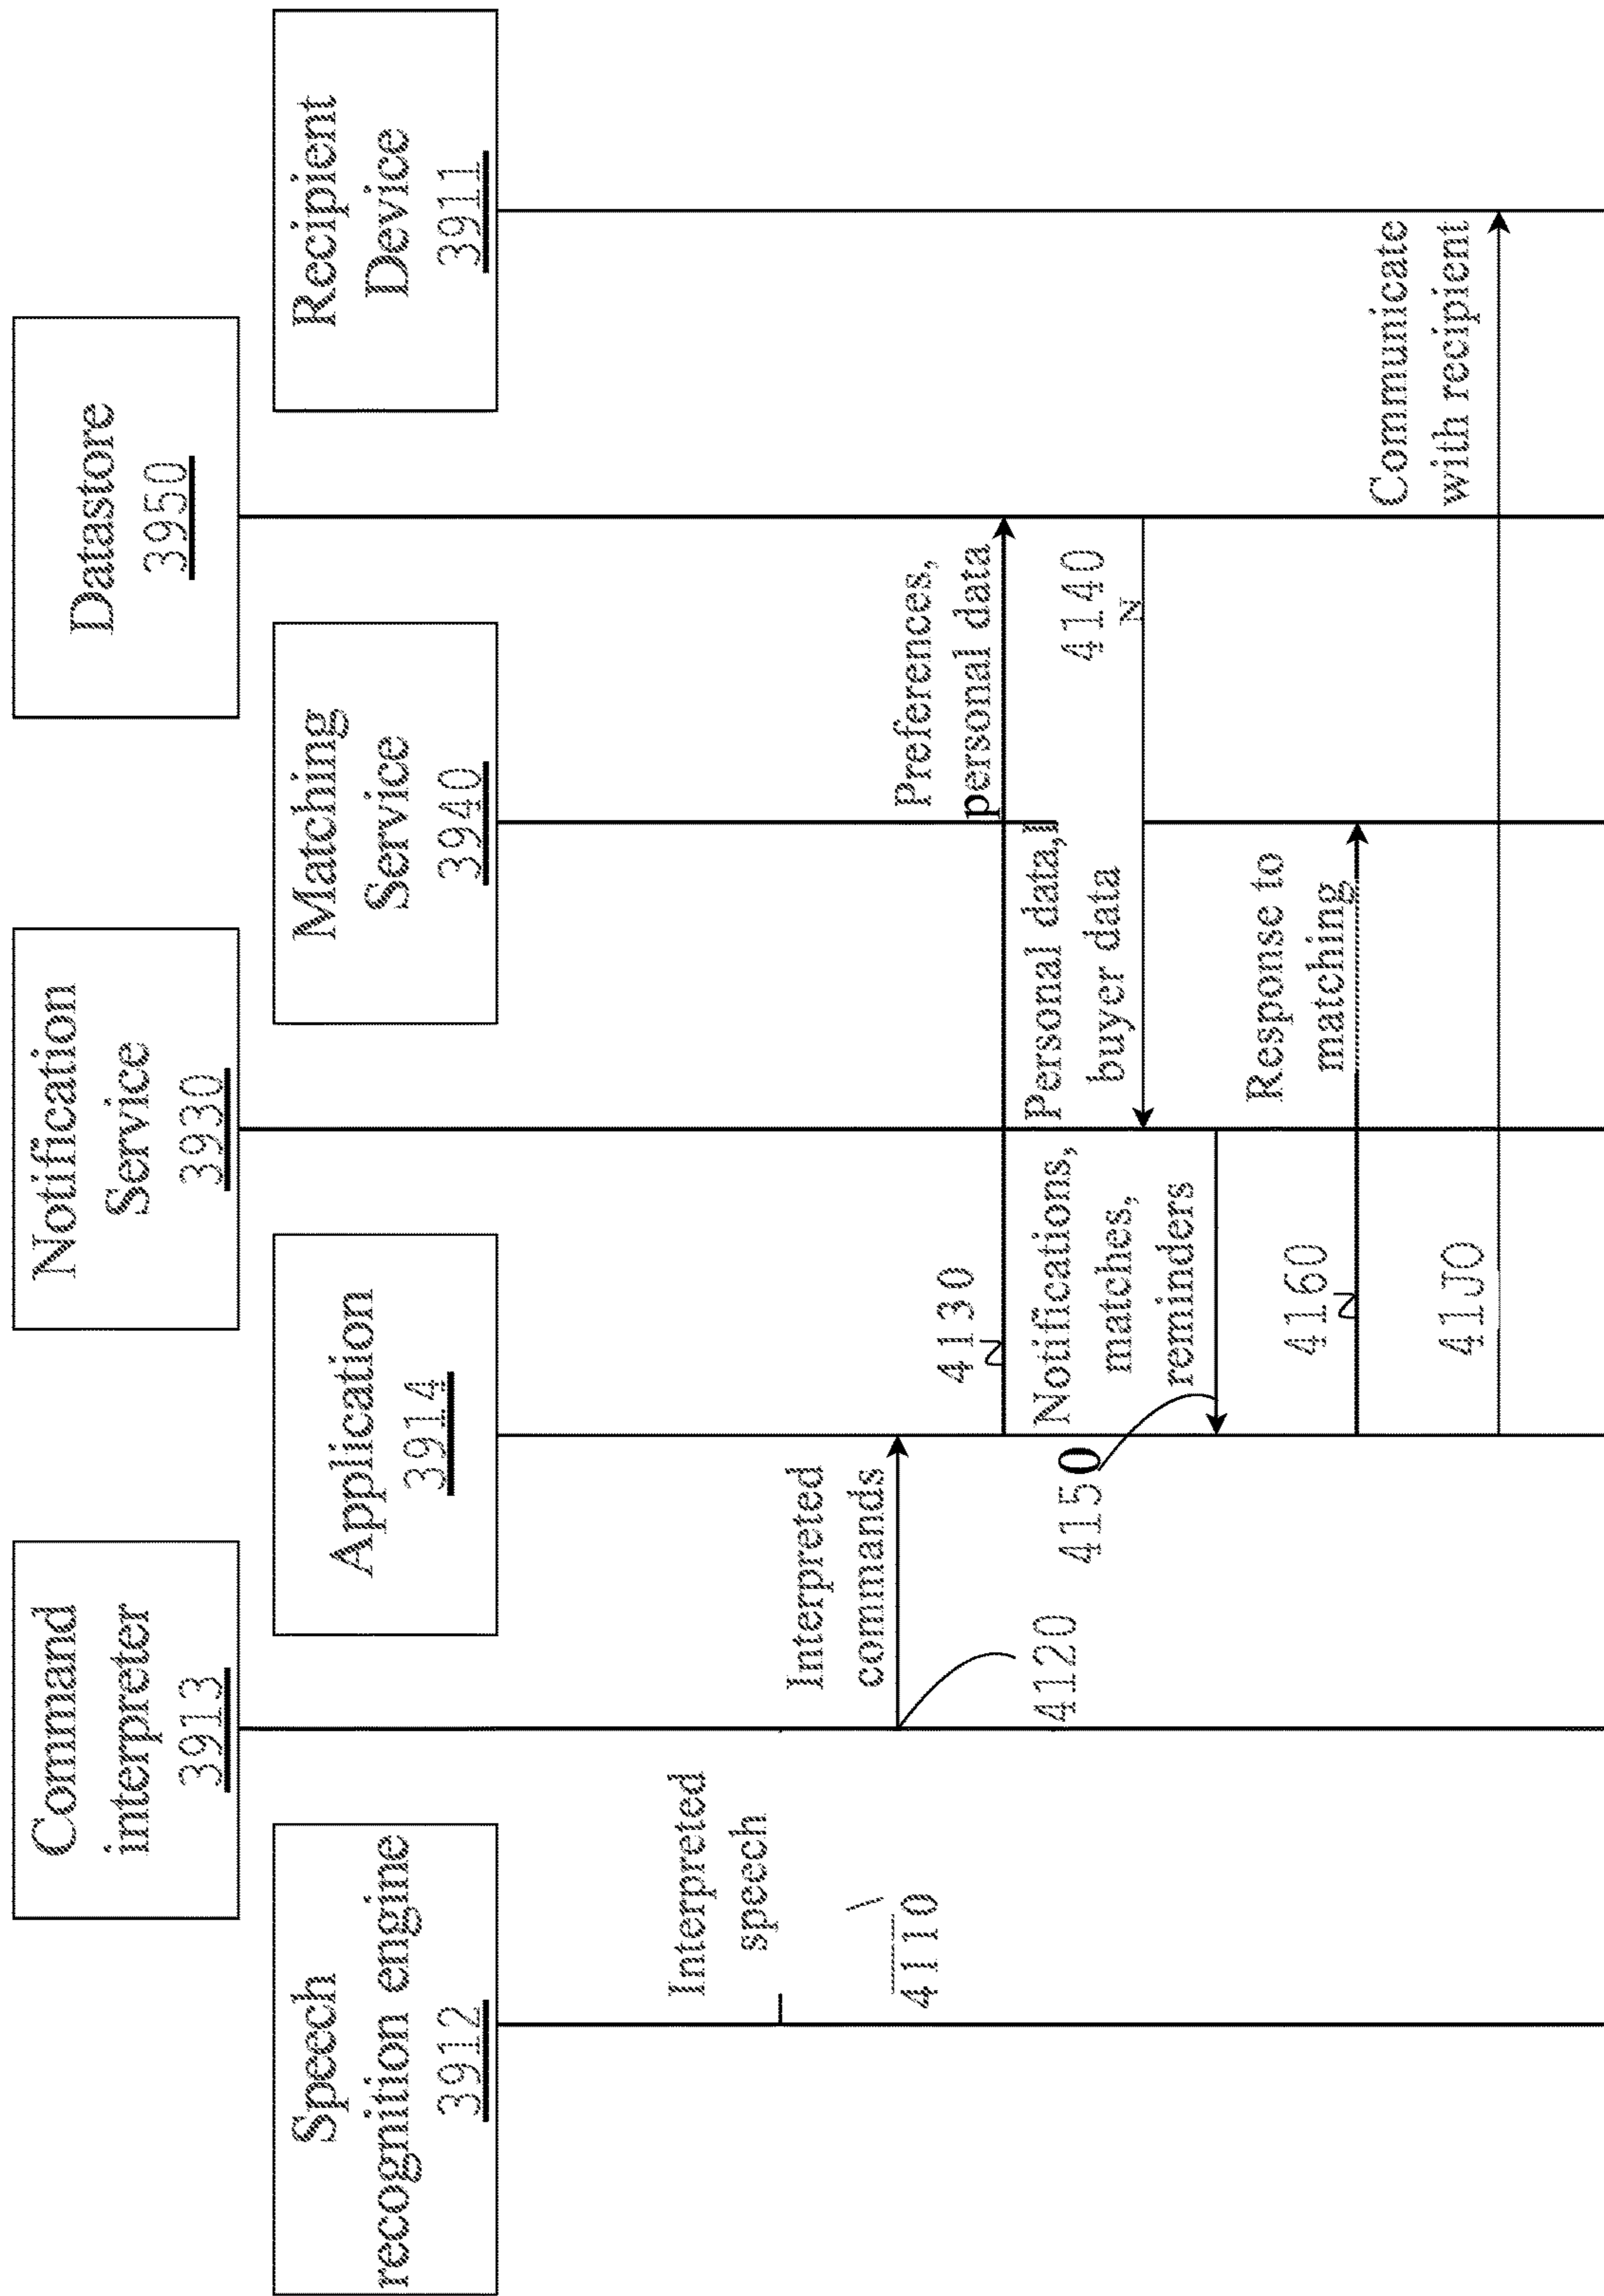 Speech
recognition engine
3912
Command
interpreter
3913
Application
3914
Notification
Service
3930
Matching
Service
3940
Datastore
3950
Recipient
Device
3911
Interpreted
speech
4110
Interpreted
commands
4120
4130
Preferences,
personal data
Personal data,
buyer data
4140
Notifications,
matches,
reminders
4150
Response to
matching
4160
Communicate
with recipient
41J0